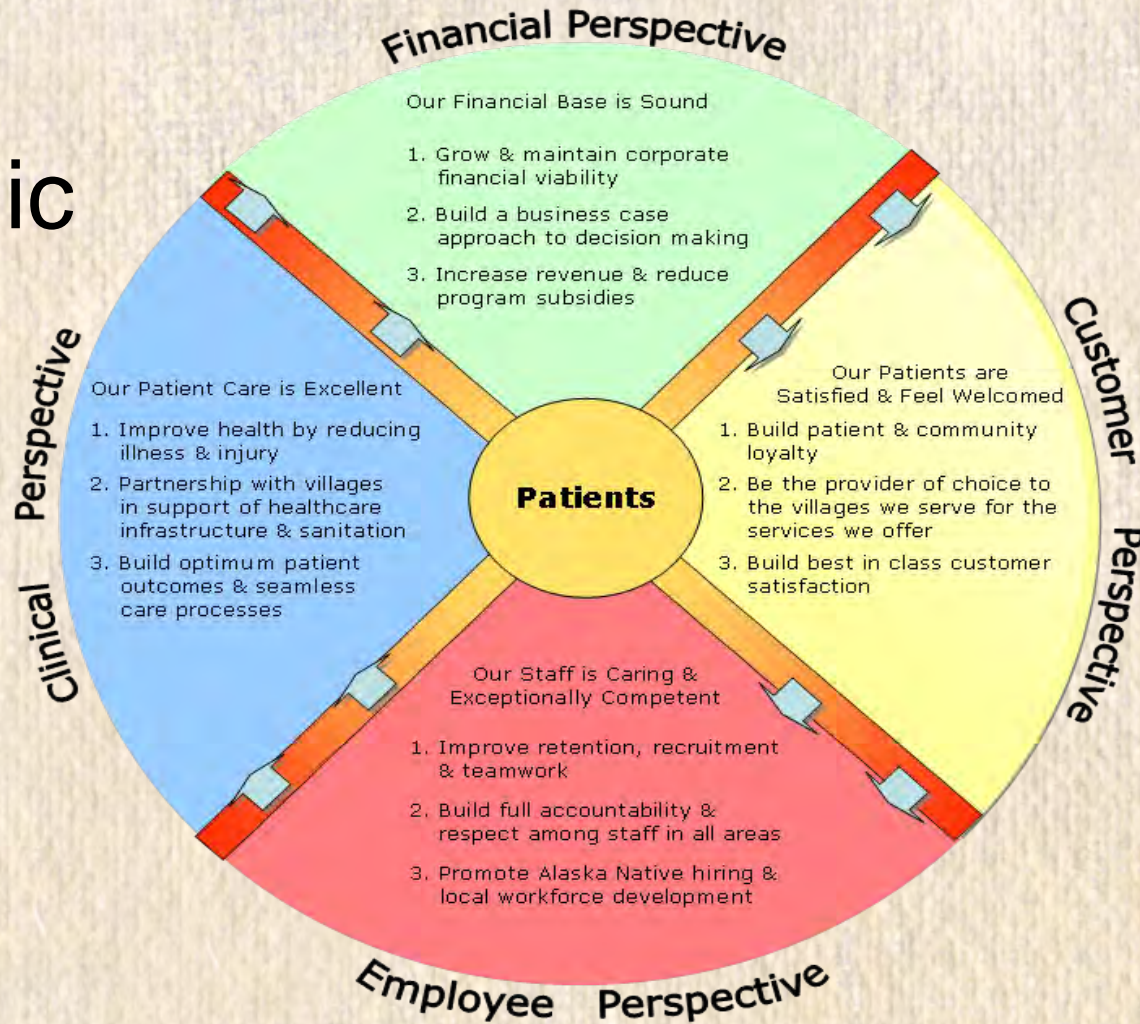 ic
Financial Perspective
Our Financial Base is Sound
1. Grow & maintain corporate
financial viability
2. Build a business case
approach to decision making
3. Increase revenue & reduce
program subsidies
Clinical Perspective
Our Patient Care is Excellent
1. Improve health by reducing
illness & injury
2. Partnership with villages
in support of healthcare
infrastructure & sanitation
3. Build optimum patient
outcomes & seamless
care processes
Patients
Customer Perspective
Our Patients are
Satisfied & Feel Welcomed
1. Build patient & community
loyalty
2. Be the provider of choice to
the villages we serve for the
services we offer
3. Build best in class customer
satisfaction
Our Staff is Caring &
Exceptionally Competent
1. Improve retention, recruitment
& teamwork
2. Build full accountability &
respect among staff in all areas
3. Promote Alaska Native hiring &
local workforce development
Employee Perspective